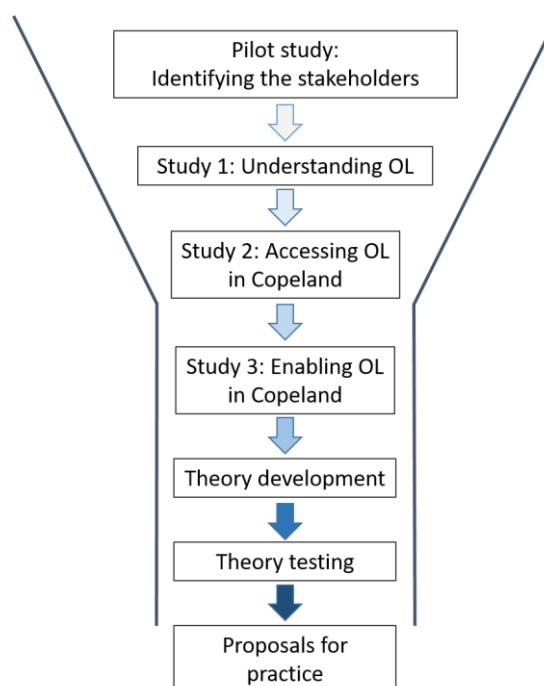 Pilot study:
Identifying the stakeholders
Study 1: Understanding OL
Study 2: Accessing OL
in Copeland
Study 3: Enabling OL
in Copeland
Theory development
Theory testing
Proposals for
practice